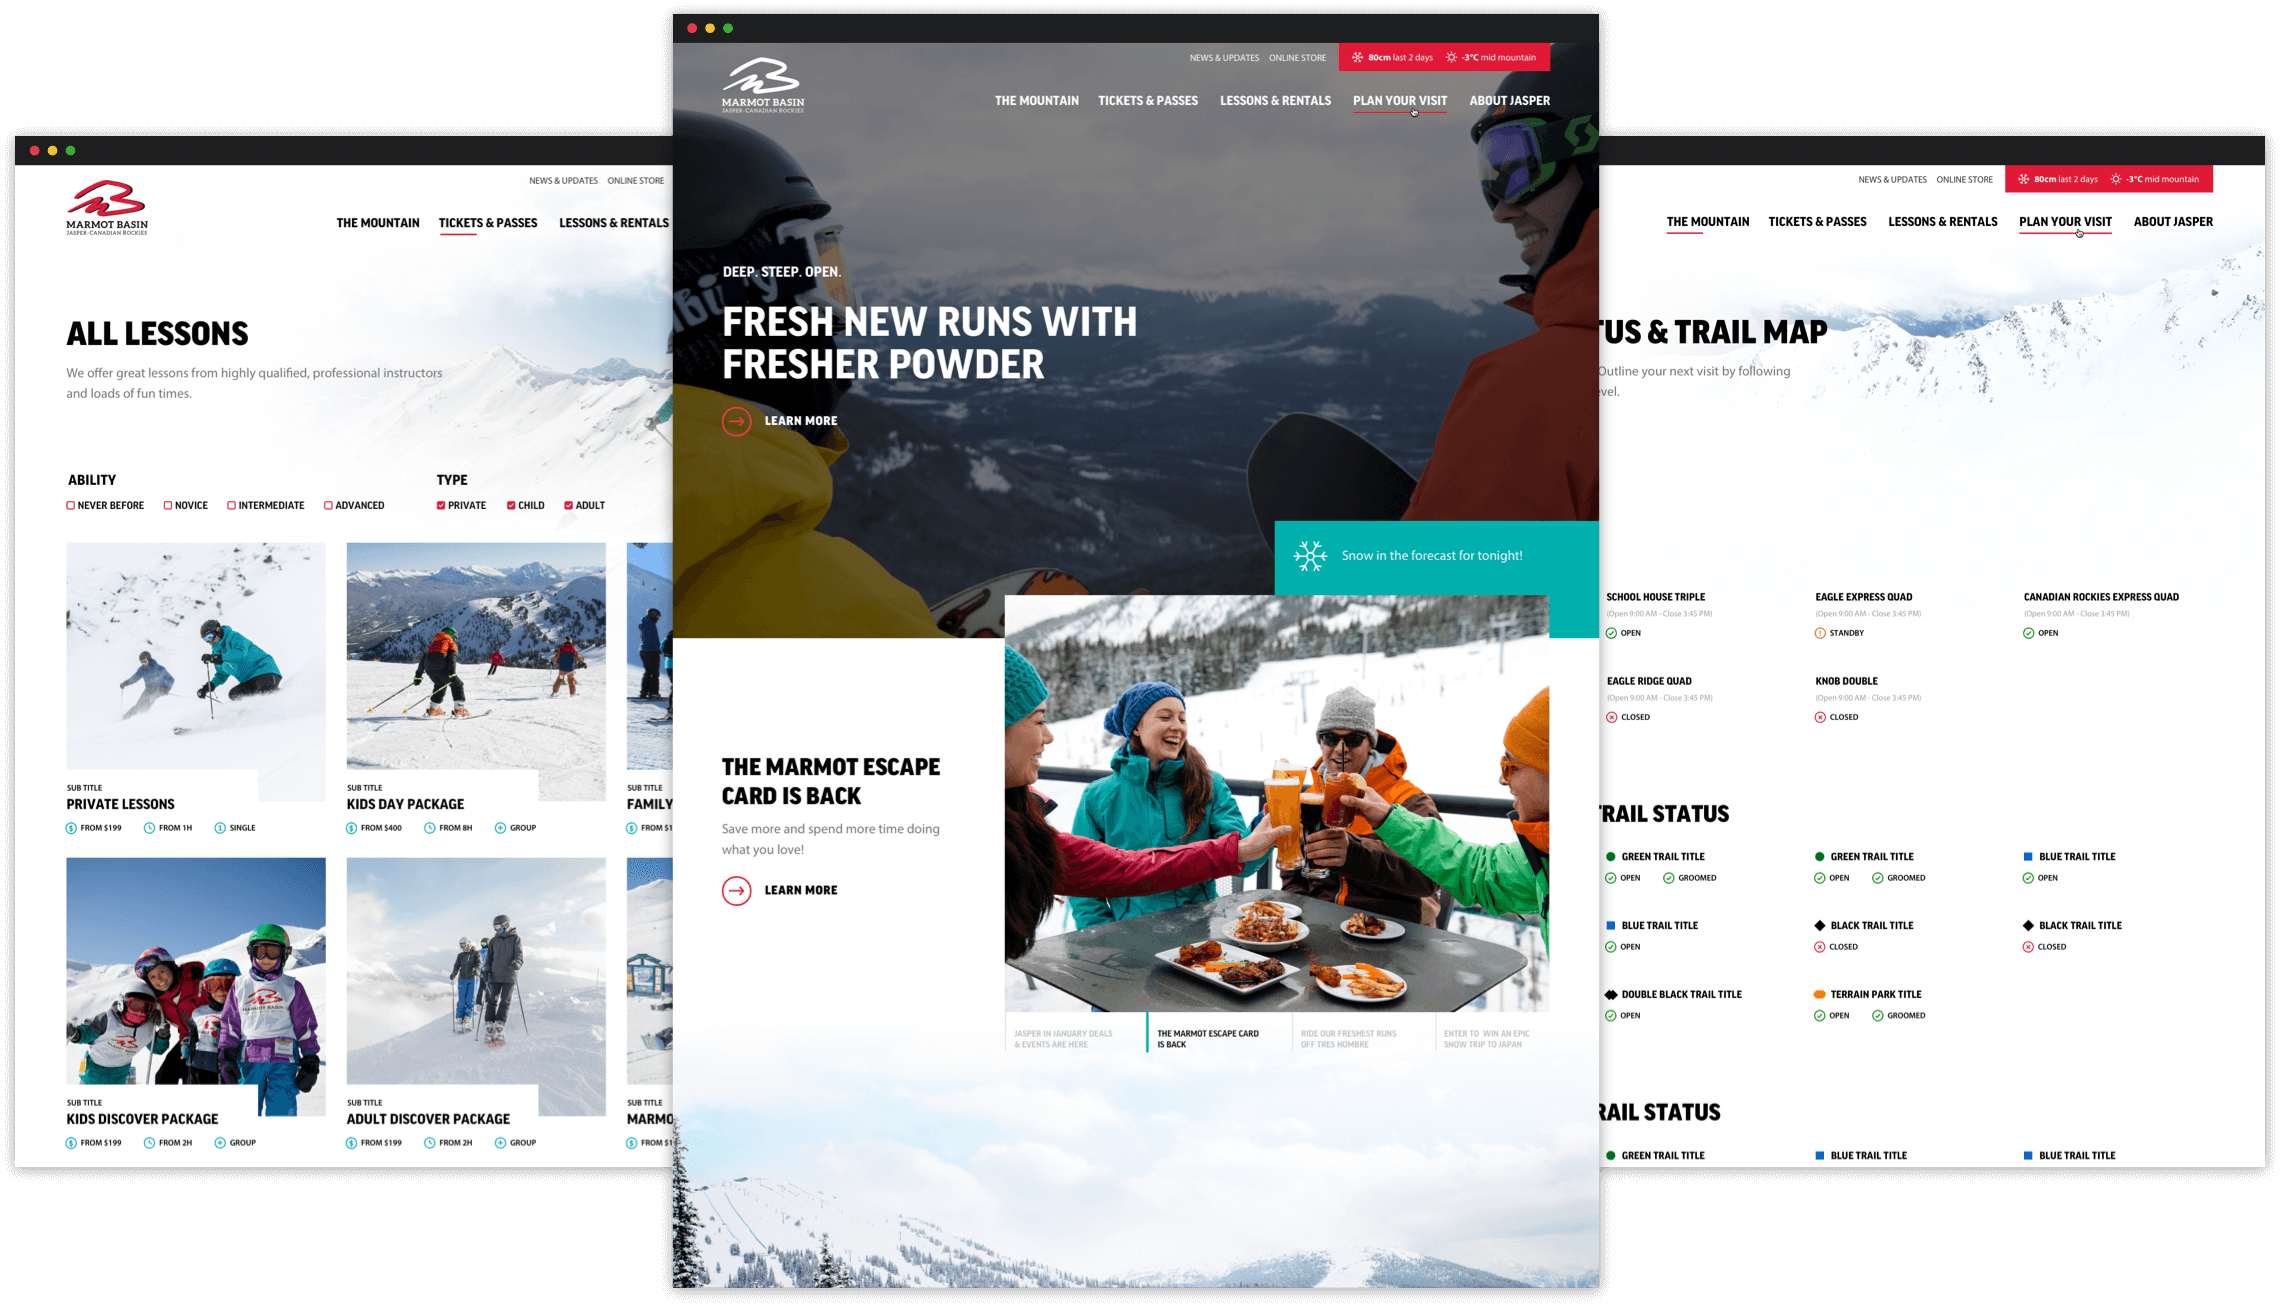 MARMOT BASIN
JASPER·CANADIAN ROCKIES
NEWS & UPDATES ONLINE STORE
THE MOUNTAIN TICKETS & PASSES LESSONS & RENTALS
ALL LESSONS
We offer great lessons from highly qualified, professional instructors
and loads of fun times.
ABILITY
NEVER BEFORE NOVICE INTERMEDIATE ADVANCED
TYPE
PRIVATE CHILD ADULT
SUB TITLE
PRIVATE LESSONS
FROM $199 FROM 1H SINGLE
SUB TITLE
KIDS DAY PACKAGE
FROM $400 FROM 8H GROUP
SUB TITLE
FAMILY
FROM $1
SUB TITLE
KIDS DISCOVER PACKAGE
FROM $199 FROM 2H GROUP
SUB TITLE
ADULT DISCOVER PACKAGE
FROM $199 FROM 2H GROUP
SUB TITLE
MARMO
FROM $1
MARMOT BASIN
JASPER·CANADIAN ROCKIES
NEWS & UPDATES ONLINE STORE 80cm last 2 days -3°C mid mountain
THE MOUNTAIN TICKETS & PASSES LESSONS & RENTALS PLAN YOUR VISIT ABOUT JASPER
DEEP. STEEP. OPEN.
FRESH NEW RUNS WITH
FRESHER POWDER
LEARN MORE
Snow in the forecast for tonight!
THE MARMOT ESCAPE
CARD IS BACK
Save more and spend more time doing
what you love!
LEARN MORE
JASPER IN JANUARY DEALS
& EVENTS ARE HERE
THE MARMOT ESCAPE CARD
IS BACK
RIDE OUR FRESHEST RUNS
OFF TRES HOMBRE
ENTER TO WIN AN EPIC
SNOW TRIP TO JAPAN
NEWS & UPDATES ONLINE STORE 80cm last 2 days -3°C mid mountain
THE MOUNTAIN TICKETS & PASSES LESSONS & RENTALS PLAN YOUR VISIT ABOUT JASPER
TUS & TRAIL MAP
Outline your next visit by following
evel.
SCHOOL HOUSE TRIPLE
(Open 9:00 AM - Close 3:45 PM)
OPEN
EAGLE EXPRESS QUAD
(Open 9:00 AM - Close 3:45 PM)
STANDBY
CANADIAN ROCKIES EXPRESS QUAD
(Open 9:00 AM - Close 3:45 PM)
OPEN
EAGLE RIDGE QUAD
(Open 9:00 AM - Close 3:45 PM)
CLOSED
KNOB DOUBLE
(Open 9:00 AM - Close 3:45 PM)
CLOSED
TRAIL STATUS
GREEN TRAIL TITLE
OPEN GROOMED
GREEN TRAIL TITLE
OPEN GROOMED
BLUE TRAIL TITLE
OPEN
BLUE TRAIL TITLE
OPEN
BLACK TRAIL TITLE
CLOSED
BLACK TRAIL TITLE
CLOSED
DOUBLE BLACK TRAIL TITLE
OPEN
TERRAIN PARK TITLE
OPEN GROOMED
RAIL STATUS
GREEN TRAIL TITLE
BLUE TRAIL TITLE
BLUE TRAIL TITLE